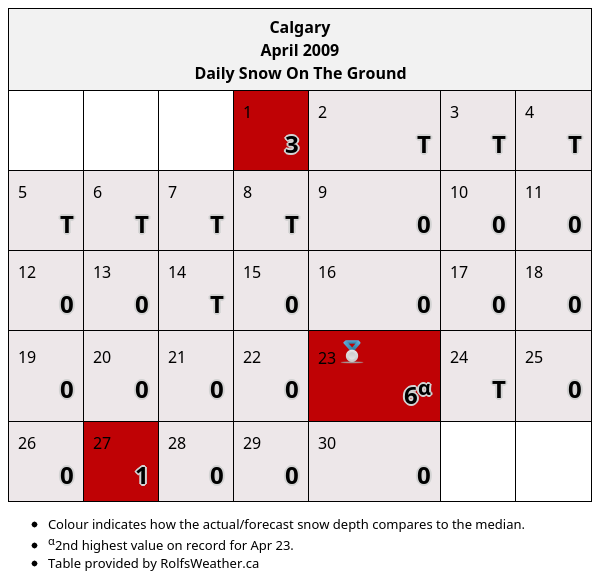 Calgary
April 2009
Daily Snow On The Ground
1 2 3 4
3 T T T
5 6 7 8 9 10 11
T T T T 0 0 0
12 13 14 15 16 17 18
0 0 T 0 0 0 0
19 20 21 22 23 24 25
0 0 0 0 6α T 0
26 27 28 29 30
0 1 0 0 0
Colour indicates how the actual/forecast snow depth compares to the median.
α2nd highest value on record for Apr 23.
Table provided by RolfsWeather.ca